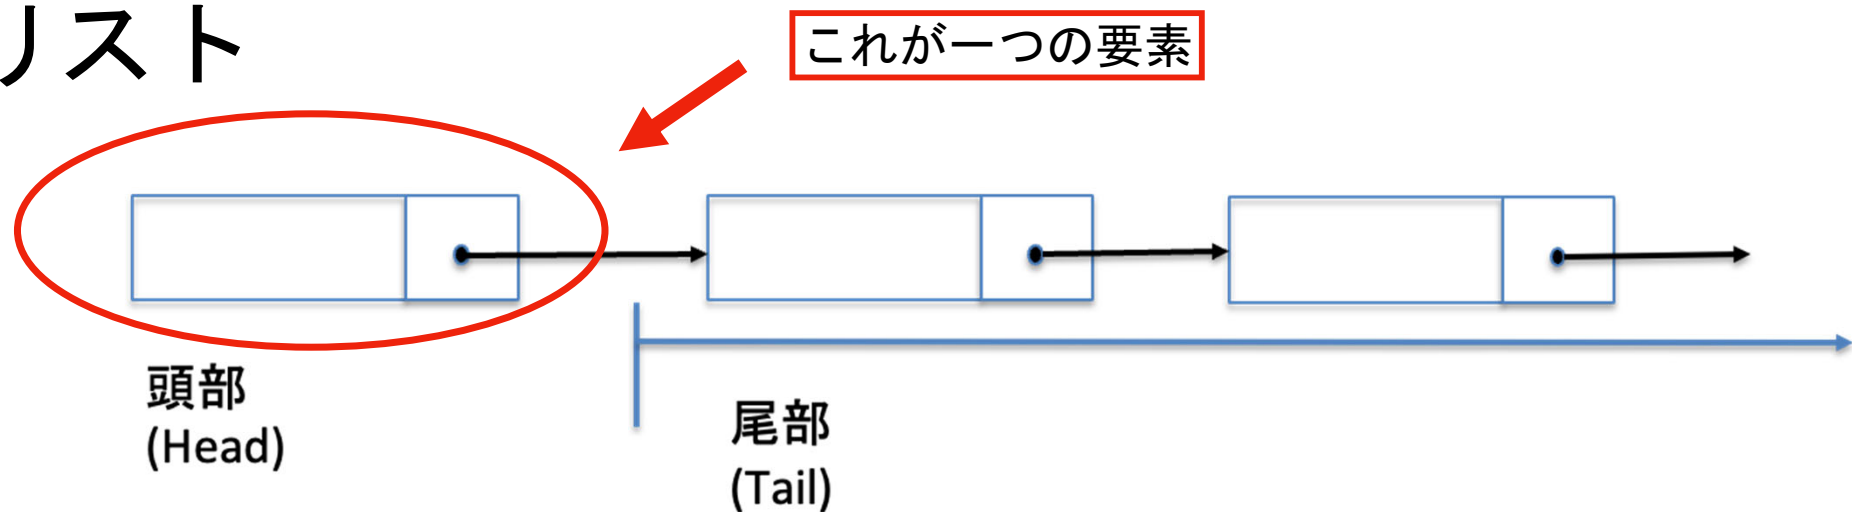 リスト
これが一つの要素
頭部
(Head)
尾部
(Tail)